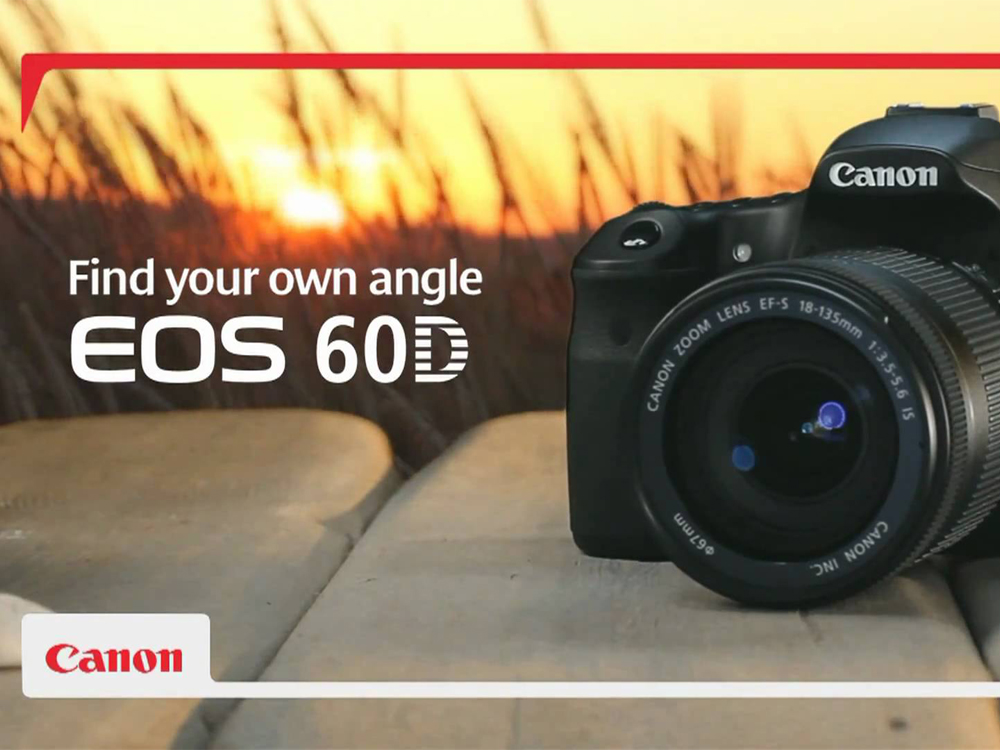 Find your own angle
EOS 60D
Canon
CANON ZOOM LENS EF-S 18-135mm 1:3.5-5.6 IS
CANON INC.
ø67mm
Canon